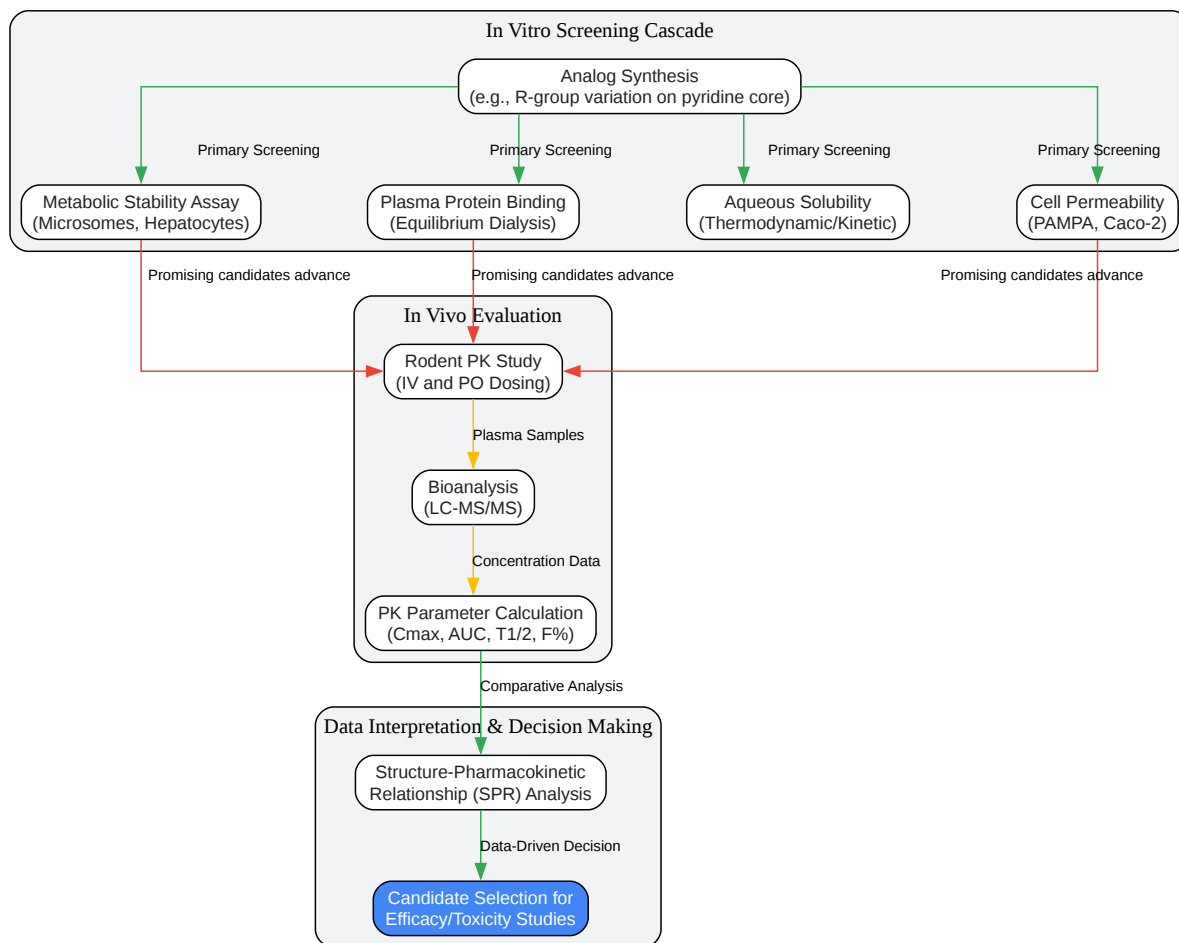 In Vitro Screening Cascade
Analog Synthesis
(e.g., R-group variation on pyridine core)
Primary Screening
Primary Screening
Primary Screening
Primary Screening
Metabolic Stability Assay
(Microsomes, Hepatocytes)
Plasma Protein Binding
(Equilibrium Dialysis)
Aqueous Solubility
(Thermodynamic/Kinetic)
Cell Permeability
(PAMPA, Caco-2)
Promising candidates advance
Promising candidates advance
Promising candidates advance
In Vivo Evaluation
Rodent PK Study
(IV and PO Dosing)
Plasma Samples
Bioanalysis
(LC-MS/MS)
Concentration Data
PK Parameter Calculation
(Cmax, AUC, T1/2, F%)
Comparative Analysis
Data Interpretation & Decision Making
Structure-Pharmacokinetic
Relationship (SPR) Analysis
Data-Driven Decision
Candidate Selection for
Efficacy/Toxicity Studies